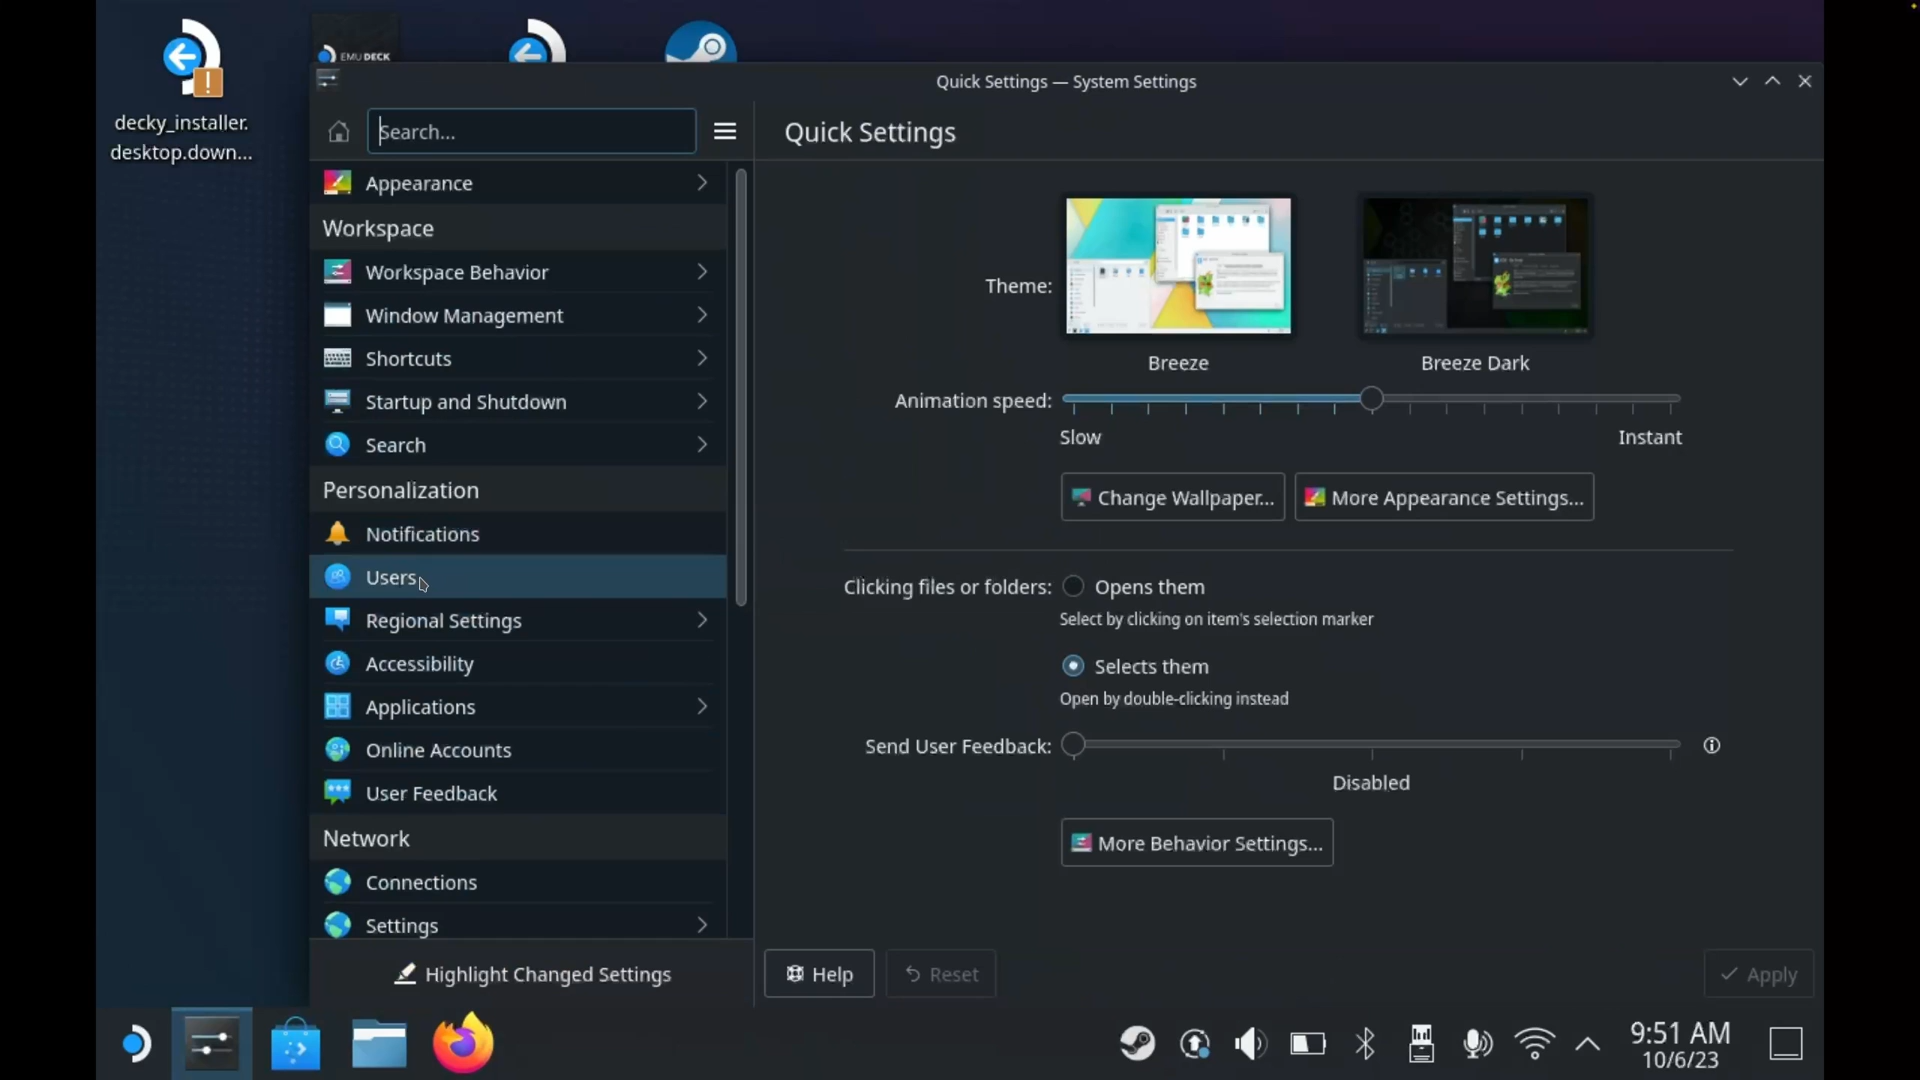 EMU DECK
decky_installer.
desktop.down...
Quick Settings — System Settings
Search...
Quick Settings
Appearance
Workspace
Workspace Behavior
Window Management
Shortcuts
Startup and Shutdown
Search
Personalization
Notifications
Users
Regional Settings
Accessibility
Applications
Online Accounts
User Feedback
Network
Connections
Settings
Highlight Changed Settings
Theme:
Breeze
Breeze Dark
Animation speed:
Slow
Instant
Change Wallpaper...
More Appearance Settings...
Clicking files or folders:
Opens them
Select by clicking on item's selection marker
Selects them
Open by double-clicking instead
Send User Feedback:
Disabled
More Behavior Settings...
Help
Reset
Apply
9:51 AM
10/6/23